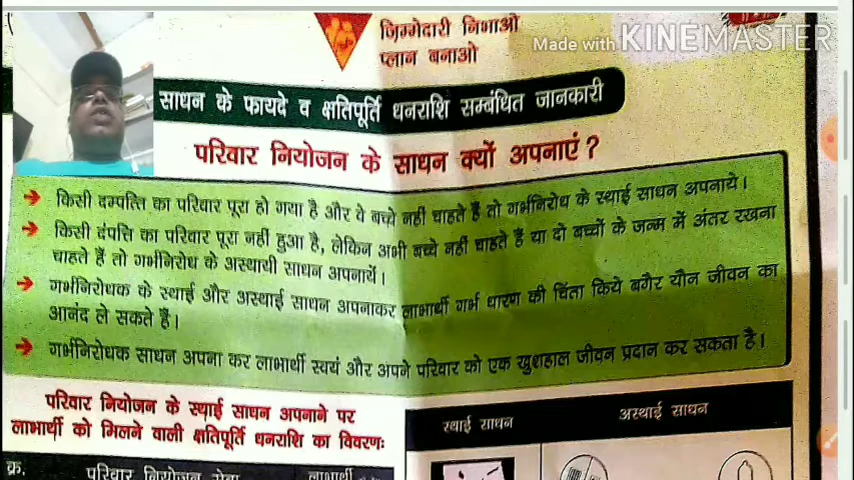 ज़िम्मेदारी निभाओ
प्लान बनाओ
Made with KINEMASTER
साधन के फायदे व क्षतिपूर्ति धनराशि सम्बंधित जानकारी
परिवार नियोजन के साधन क्यों अपनाएं ?
किसी दम्पत्ति का परिवार पूरा हो गया है और वे बच्चे नहीं चाहते हैं तो गर्भनिरोध के स्थाई साधन अपनाये।
किसी दंपत्ति का परिवार पूरा नहीं हुआ है, लेकिन अभी बच्चे नहीं चाहते हैं या दो बच्चों के जन्म में अंतर रखना
चाहते हैं तो गर्भनिरोध के अस्थायी साधन अपनायें।
गर्भनिरोधक के स्थाई और अस्थाई साधन अपनाकर लाभार्थी गर्भ धारण की चिंता किये बगैर यौन जीवन का
आनंद ले सकते हैं।
गर्भनिरोधक साधन अपना कर लाभार्थी स्वयं और अपने परिवार को एक खुशहाल जीवन प्रदान कर सकता है।
परिवार नियोजन के स्थाई साधन अपनाने पर
लाभार्थी को मिलने वाली क्षतिपूर्ति धनराशि का विवरणः
स्थाई साधन
अस्थाई साधन
क्र.
परिवार नियोजन सेवा
लाभार्थी